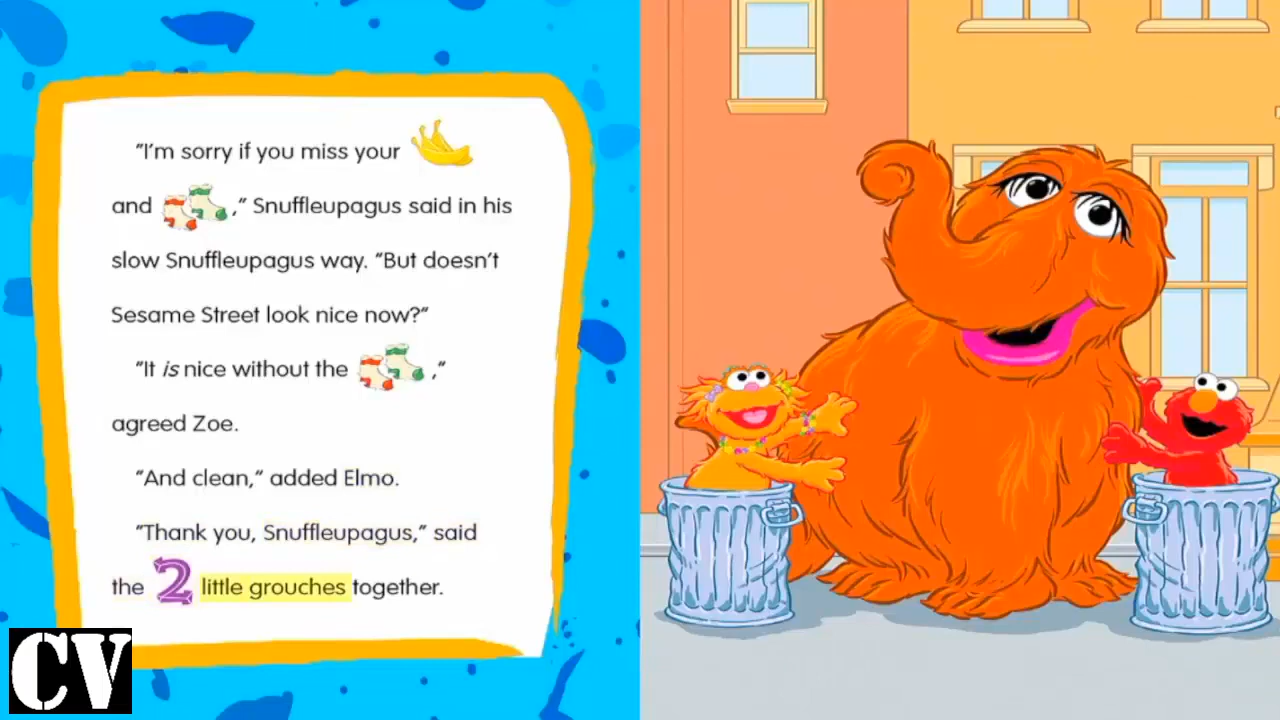 “I’m sorry if you miss your
and ,” Snuffleupagus said in his
slow Snuffleupagus way. “But doesn’t
Sesame Street look nice now?”
“It is nice without the ,”
agreed Zoe.
“And clean,” added Elmo.
“Thank you, Snuffleupagus,” said
the 2 little grouches together.
CV